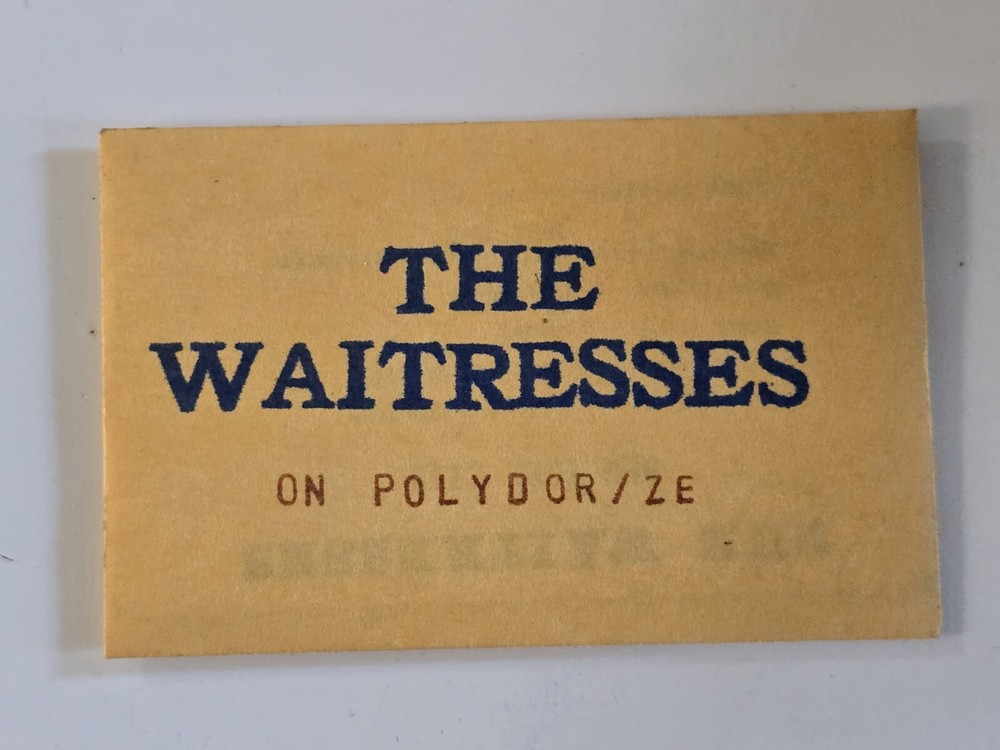 THE
WAITRESSES
ON POLYDOR/ZE